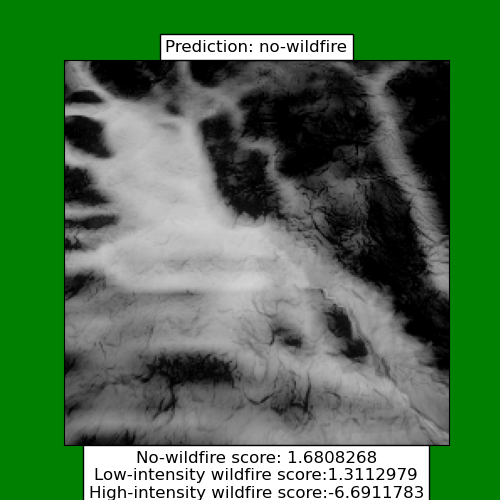 Prediction: no-wildfire
No-wildfire score: 1.6808268
Low-intensity wildfire score:1.3112979
High-intensity wildfire score:-6.6911783